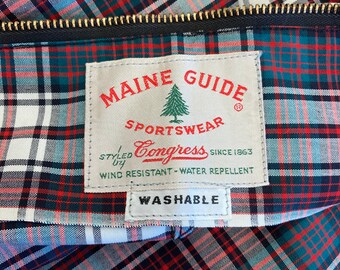 MAINE GUIDE
®
SPORTSWEAR
STYLED by Congress SINCE 1863
WIND RESISTANT - WATER REPELLENT
WASHABLE